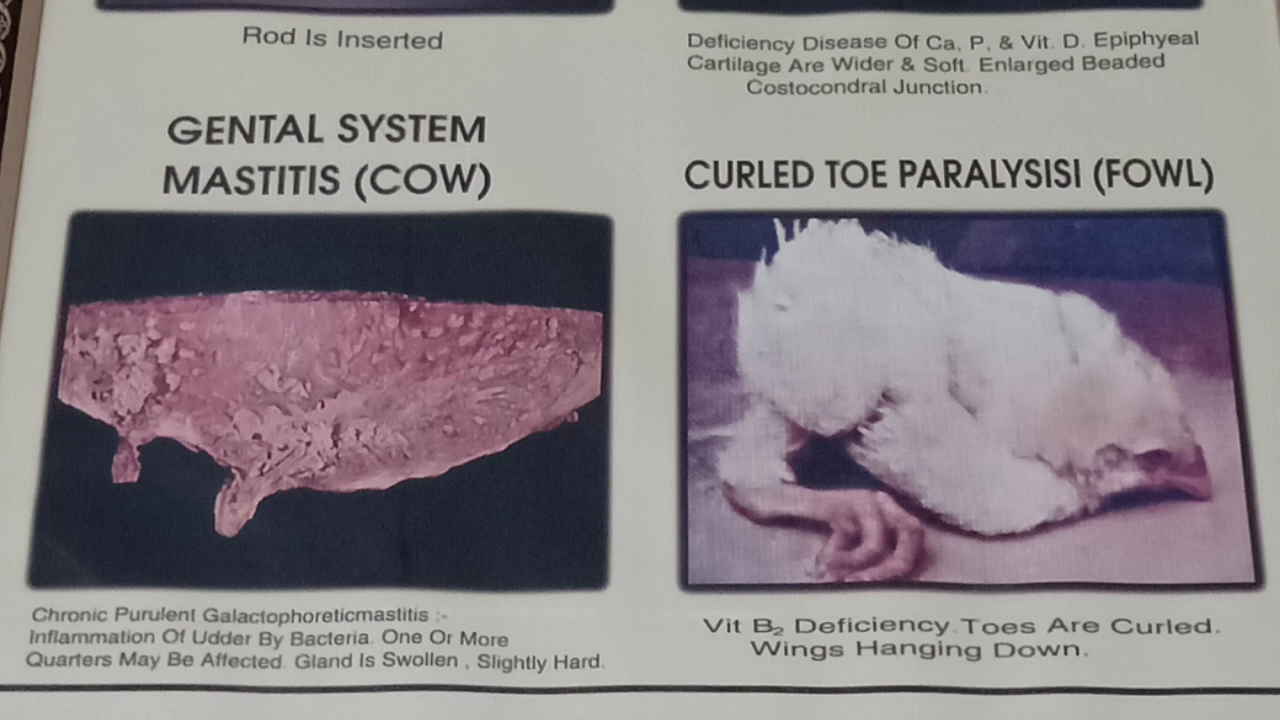 Rod Is Inserted
Deficiency Disease Of Ca, P, & Vit. D. Epiphyeal
Cartilage Are Wider & Soft. Enlarged Beaded
Costocondral Junction.
GENTAL SYSTEM
MASTITIS (COW)
Chronic Purulent Galactophoreticmastitis :-
Inflammation Of Udder By Bacteria. One Or More
Quarters May Be Affected. Gland Is Swollen , Slightly Hard.
CURLED TOE PARALYSISI (FOWL)
Vit B₂ Deficiency.Toes Are Curled.
Wings Hanging Down.